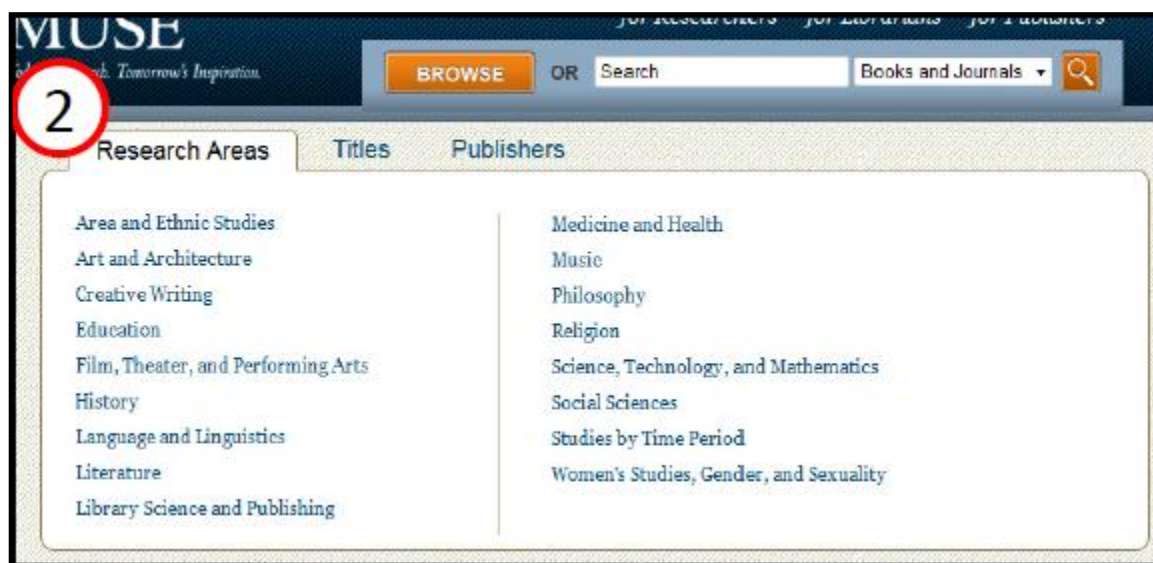 for Researchers for Librarians for Publishers
MUSE
Tomorrow's Inspiration.
BROWSE OR Search Books and Journals
2
Research Areas Titles Publishers
Area and Ethnic Studies
Art and Architecture
Creative Writing
Education
Film, Theater, and Performing Arts
History
Language and Linguistics
Literature
Library Science and Publishing
Medicine and Health
Music
Philosophy
Religion
Science, Technology, and Mathematics
Social Sciences
Studies by Time Period
Women's Studies, Gender, and Sexuality